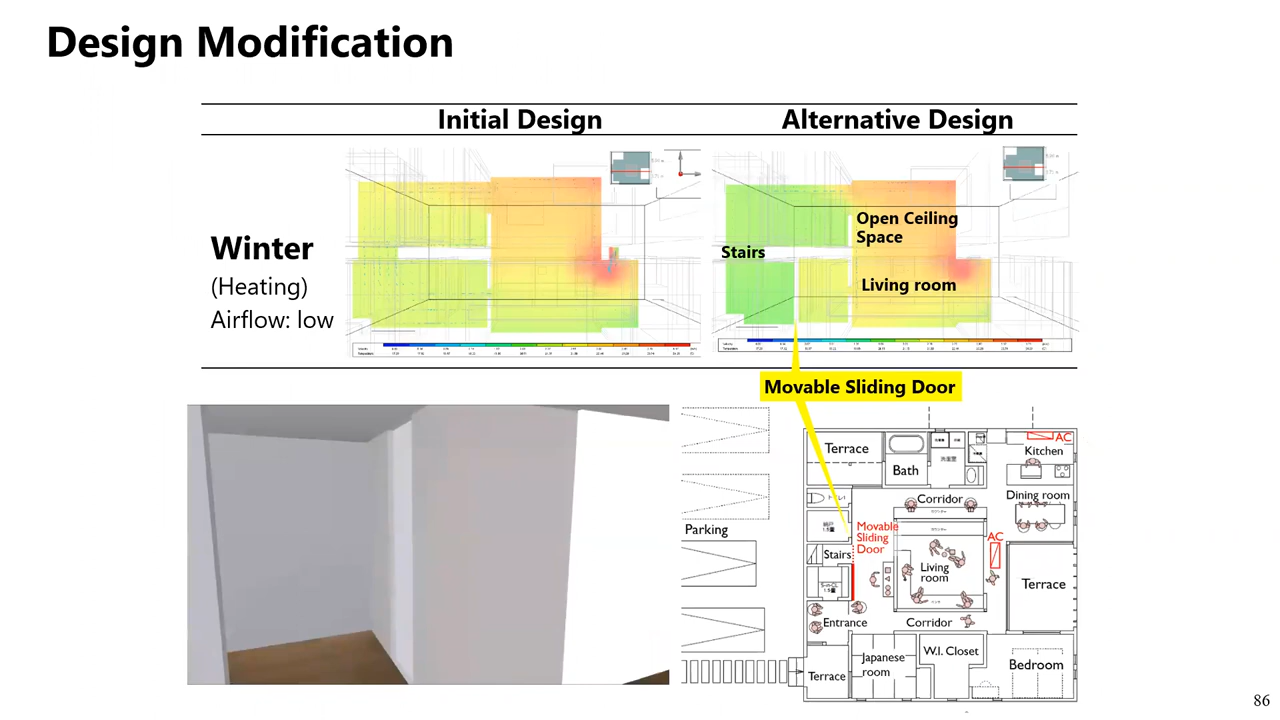 Design Modification
Initial Design
Alternative Design
Winter
(Heating)
Airflow: low
Open Ceiling
Space
Stairs
Living room
Movable Sliding Door
Terrace
Bath
AC
Kitchen
Corridor
Dining room
Parking
Movable
Sliding
Door
AC
Stairs
Living
room
Terrace
Entrance
Corridor
Japanese
room
W.I. Closet
Bedroom
Terrace
86